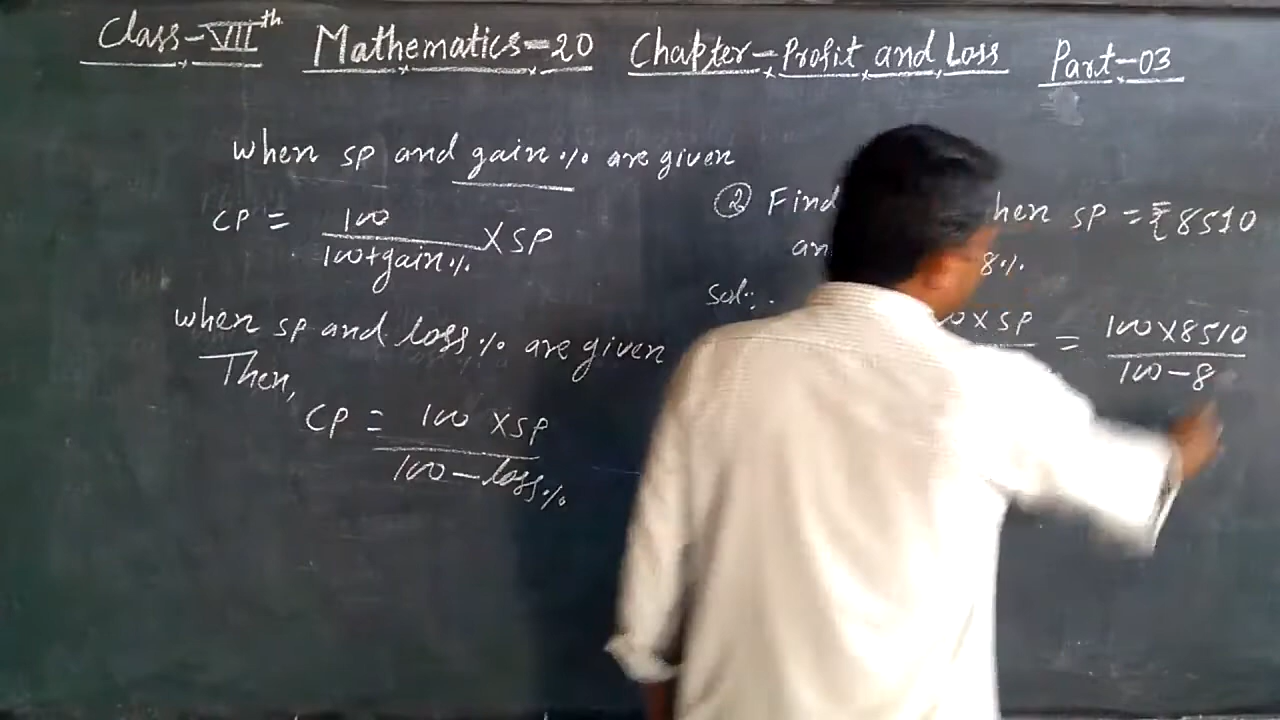 Class-VIIth Mathematics-20 Chapter-Profit and Loss Part-03
When SP and gain% are given
CP = 100/100+gain% X SP
When SP and loss% are given
Then,
CP = 100 X SP/100 - loss%
② Find hen SP = ₹8510
an 8%
Sol:.
X SP = 100 X 8510/100 - 8